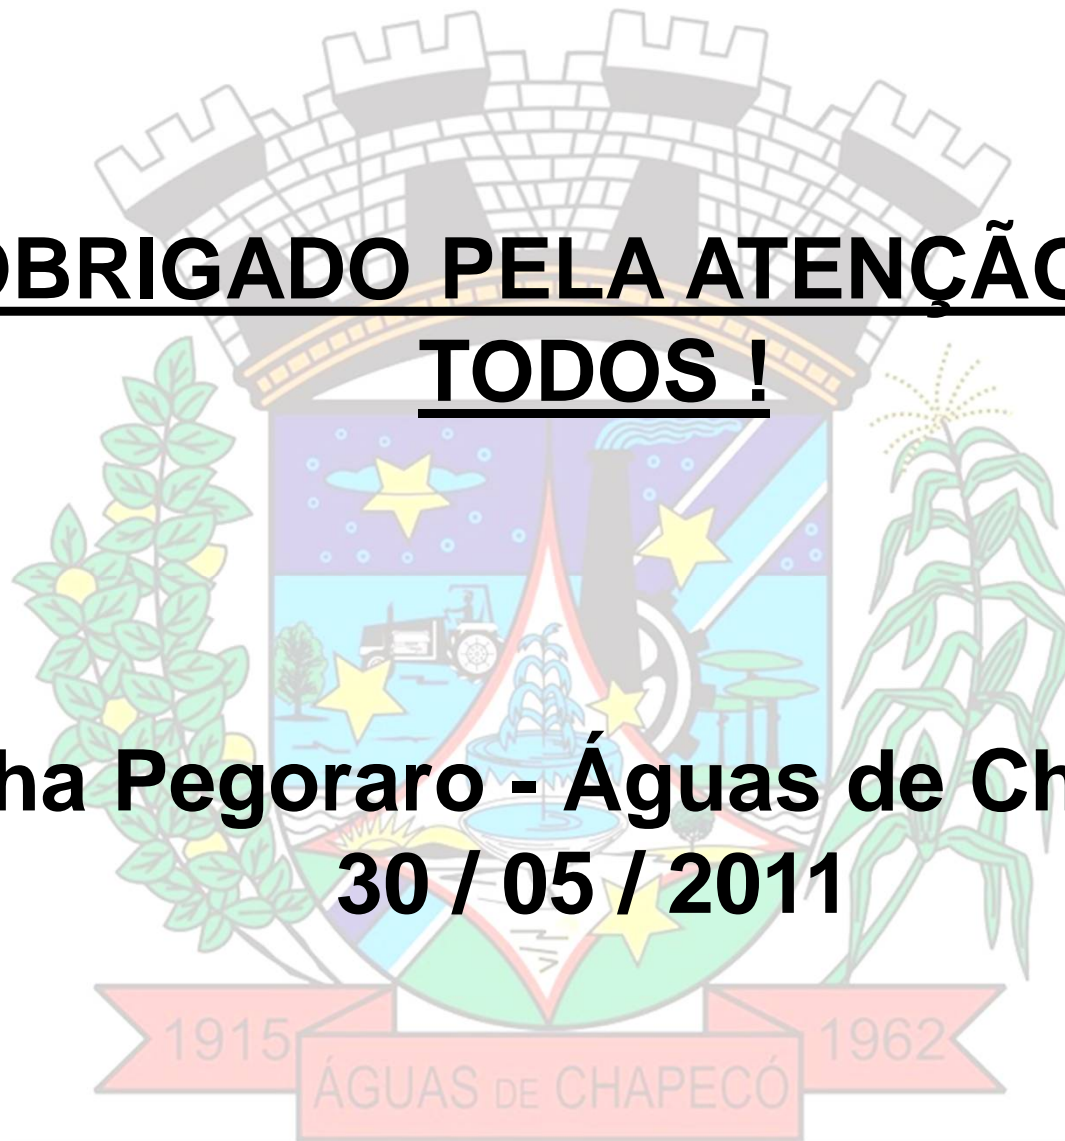 OBRIGADO PELA ATENÇÃO
TODOS !
ha Pegoraro - Águas de Ch
30 / 05 / 2011
1915
1962
ÁGUAS DE CHAPECÓ